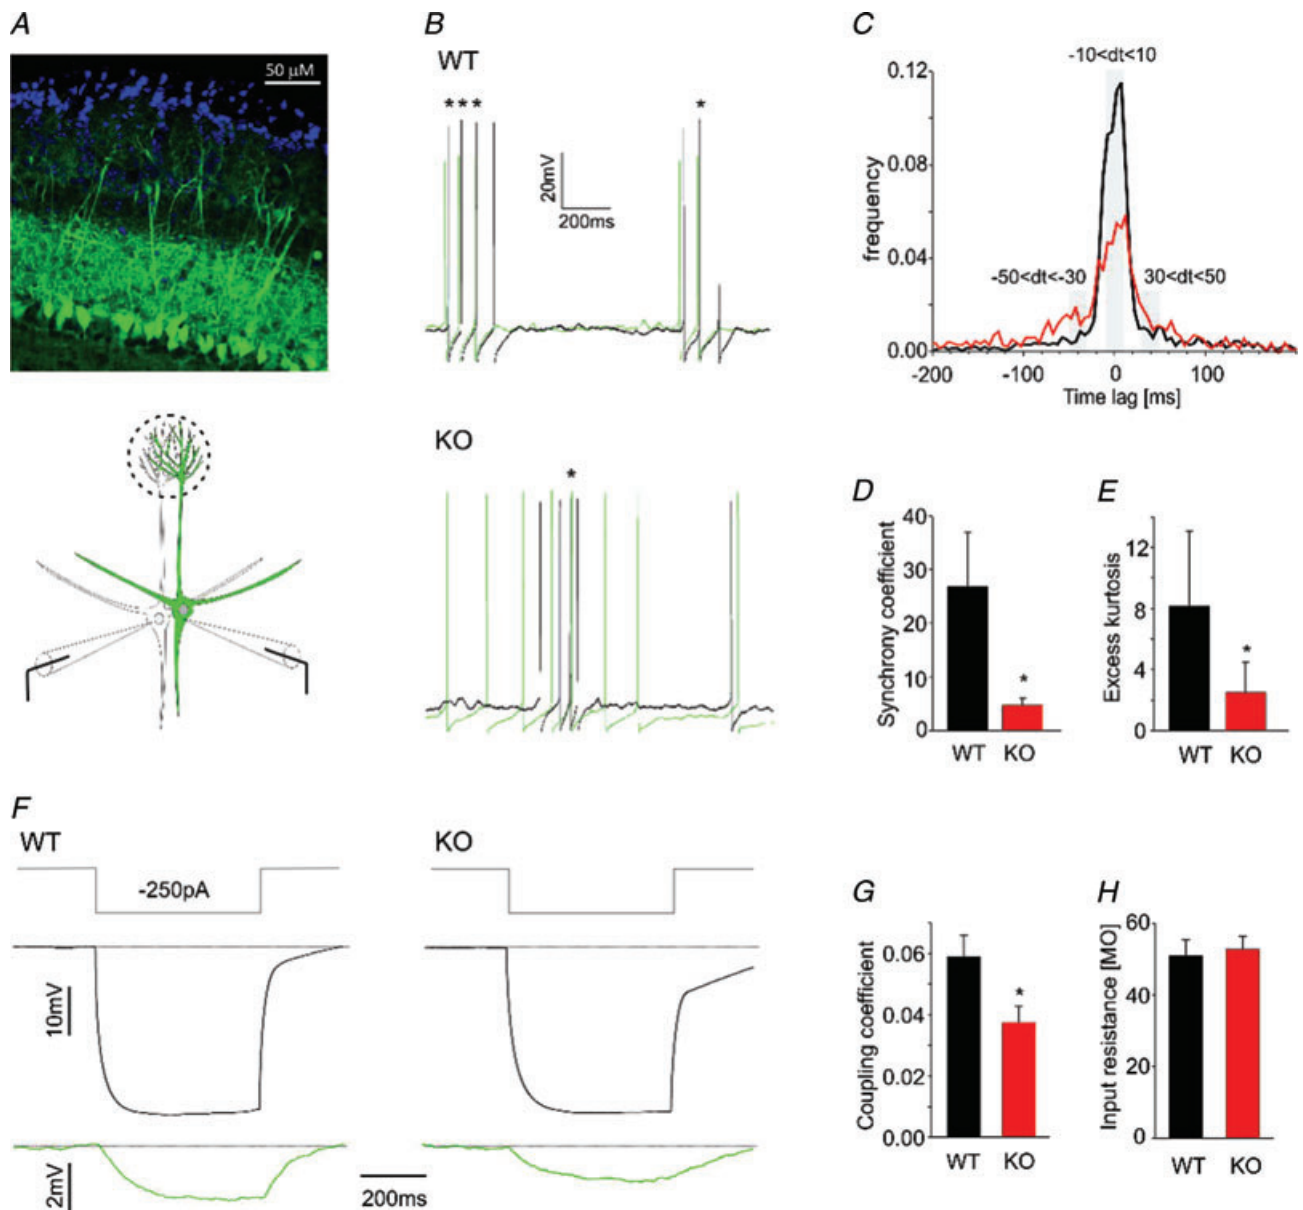 A
50 µM
B
WT
* * *
*
20mV
200ms
KO
*
C
-10<dt<10
0.12
0.08
0.04
0.00
frequency
-50<dt<-30
30<dt<50
-200
-100
0
100
Time lag [ms]
D
40
30
20
10
0
Synchrony coefficient
*
WT
KO
E
12
8
4
0
Excess kurtosis
*
WT
KO
F
WT
-250pA
10mV
2mV
KO
200ms
G
0.06
0.04
0.02
0.00
Coupling coefficient
*
WT
KO
H
60
40
20
0
Input resistance [MO]
WT
KO